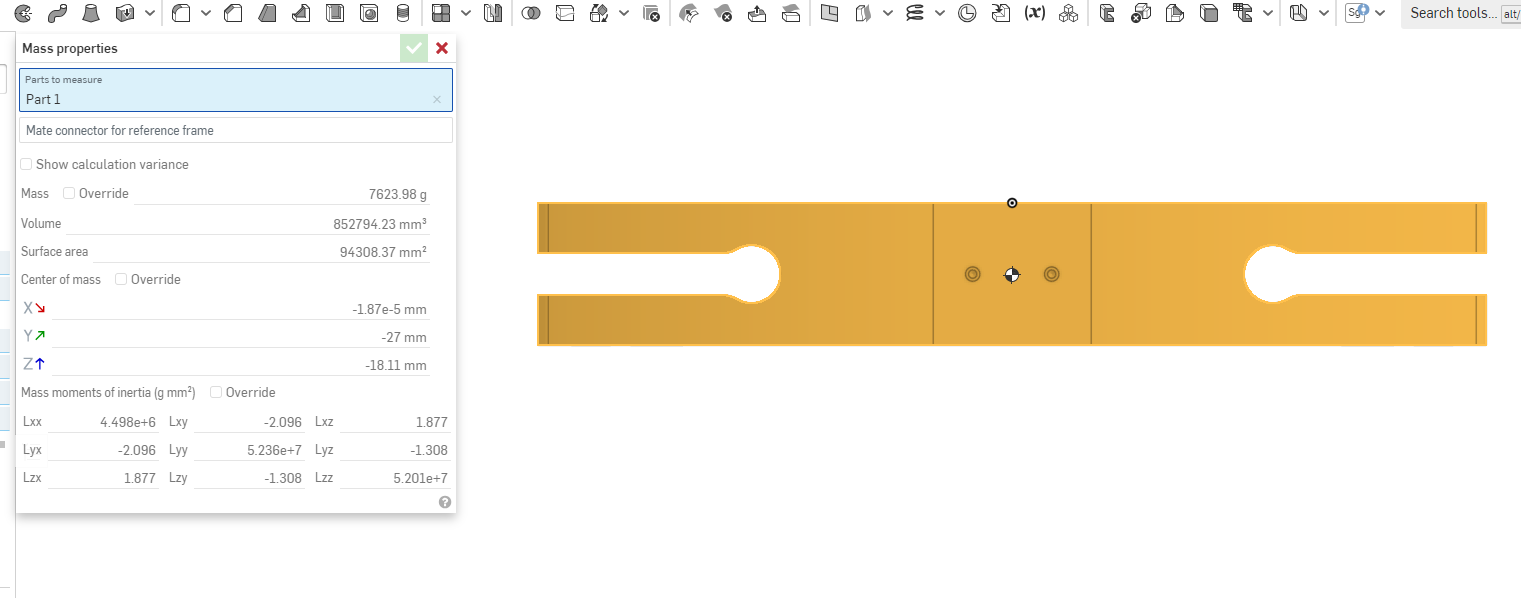 (x)
Sg
Search tools... alt/
Mass properties
Parts to measure
Part 1
Mate connector for reference frame
Show calculation variance
Mass Override 7623.98 g
Volume 852794.23 mm³
Surface area 94308.37 mm²
Center of mass Override
X -1.87e-5 mm
Y -27 mm
Z -18.11 mm
Mass moments of inertia (g mm²) Override
Lxx 4.498e+6 Lxy -2.096 Lxz 1.877
Lyx -2.096 Lyy 5.236e+7 Lyz -1.308
Lzx 1.877 Lzy -1.308 Lzz 5.201e+7